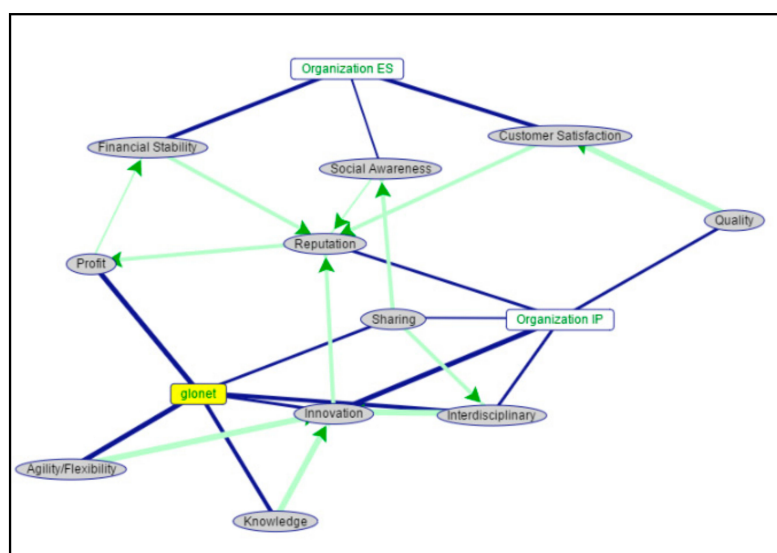 Organization ES
Financial Stability
Customer Satisfaction
Social Awareness
Quality
Reputation
Profit
Sharing
Organization IP
glonet
Innovation
Interdisciplinary
Agility/Flexibility
Knowledge